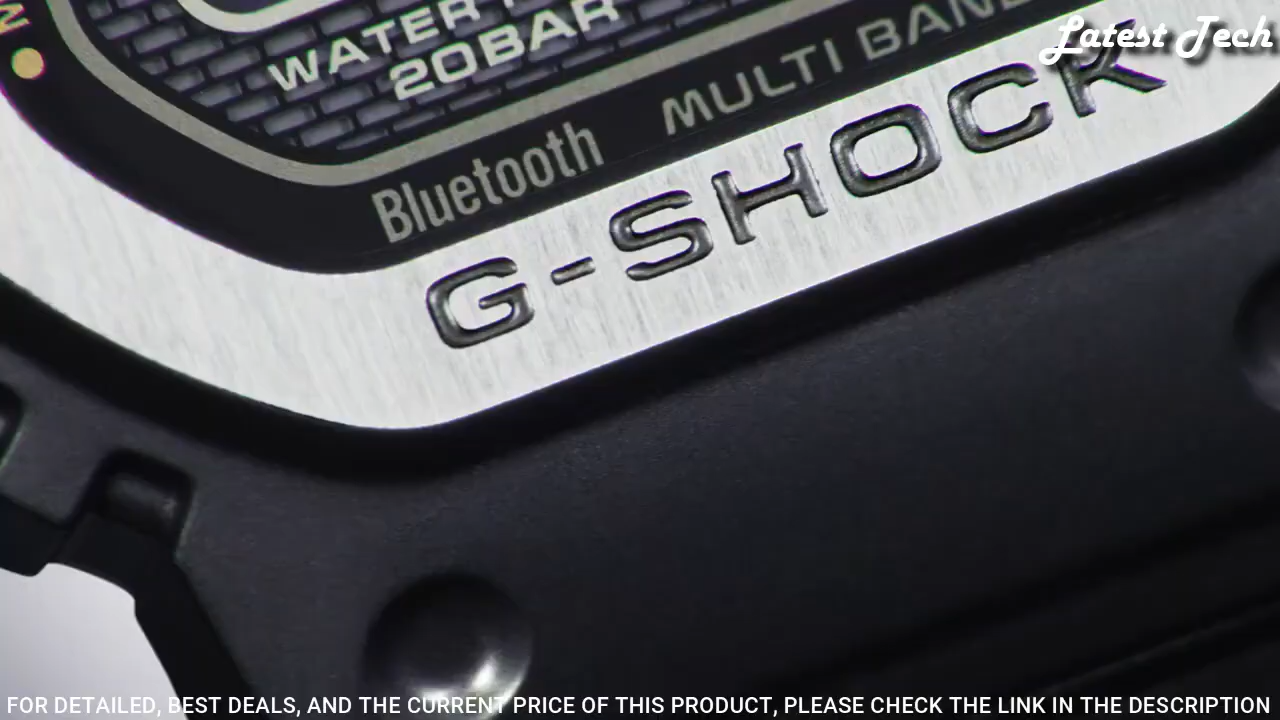 Latest Tech
WATER
20BAR
MULTI
Bluetooth
G-SHOCK
FOR DETAILED, BEST DEALS, AND THE CURRENT PRICE OF THIS PRODUCT, PLEASE CHECK THE LINK IN THE DESCRIPTION